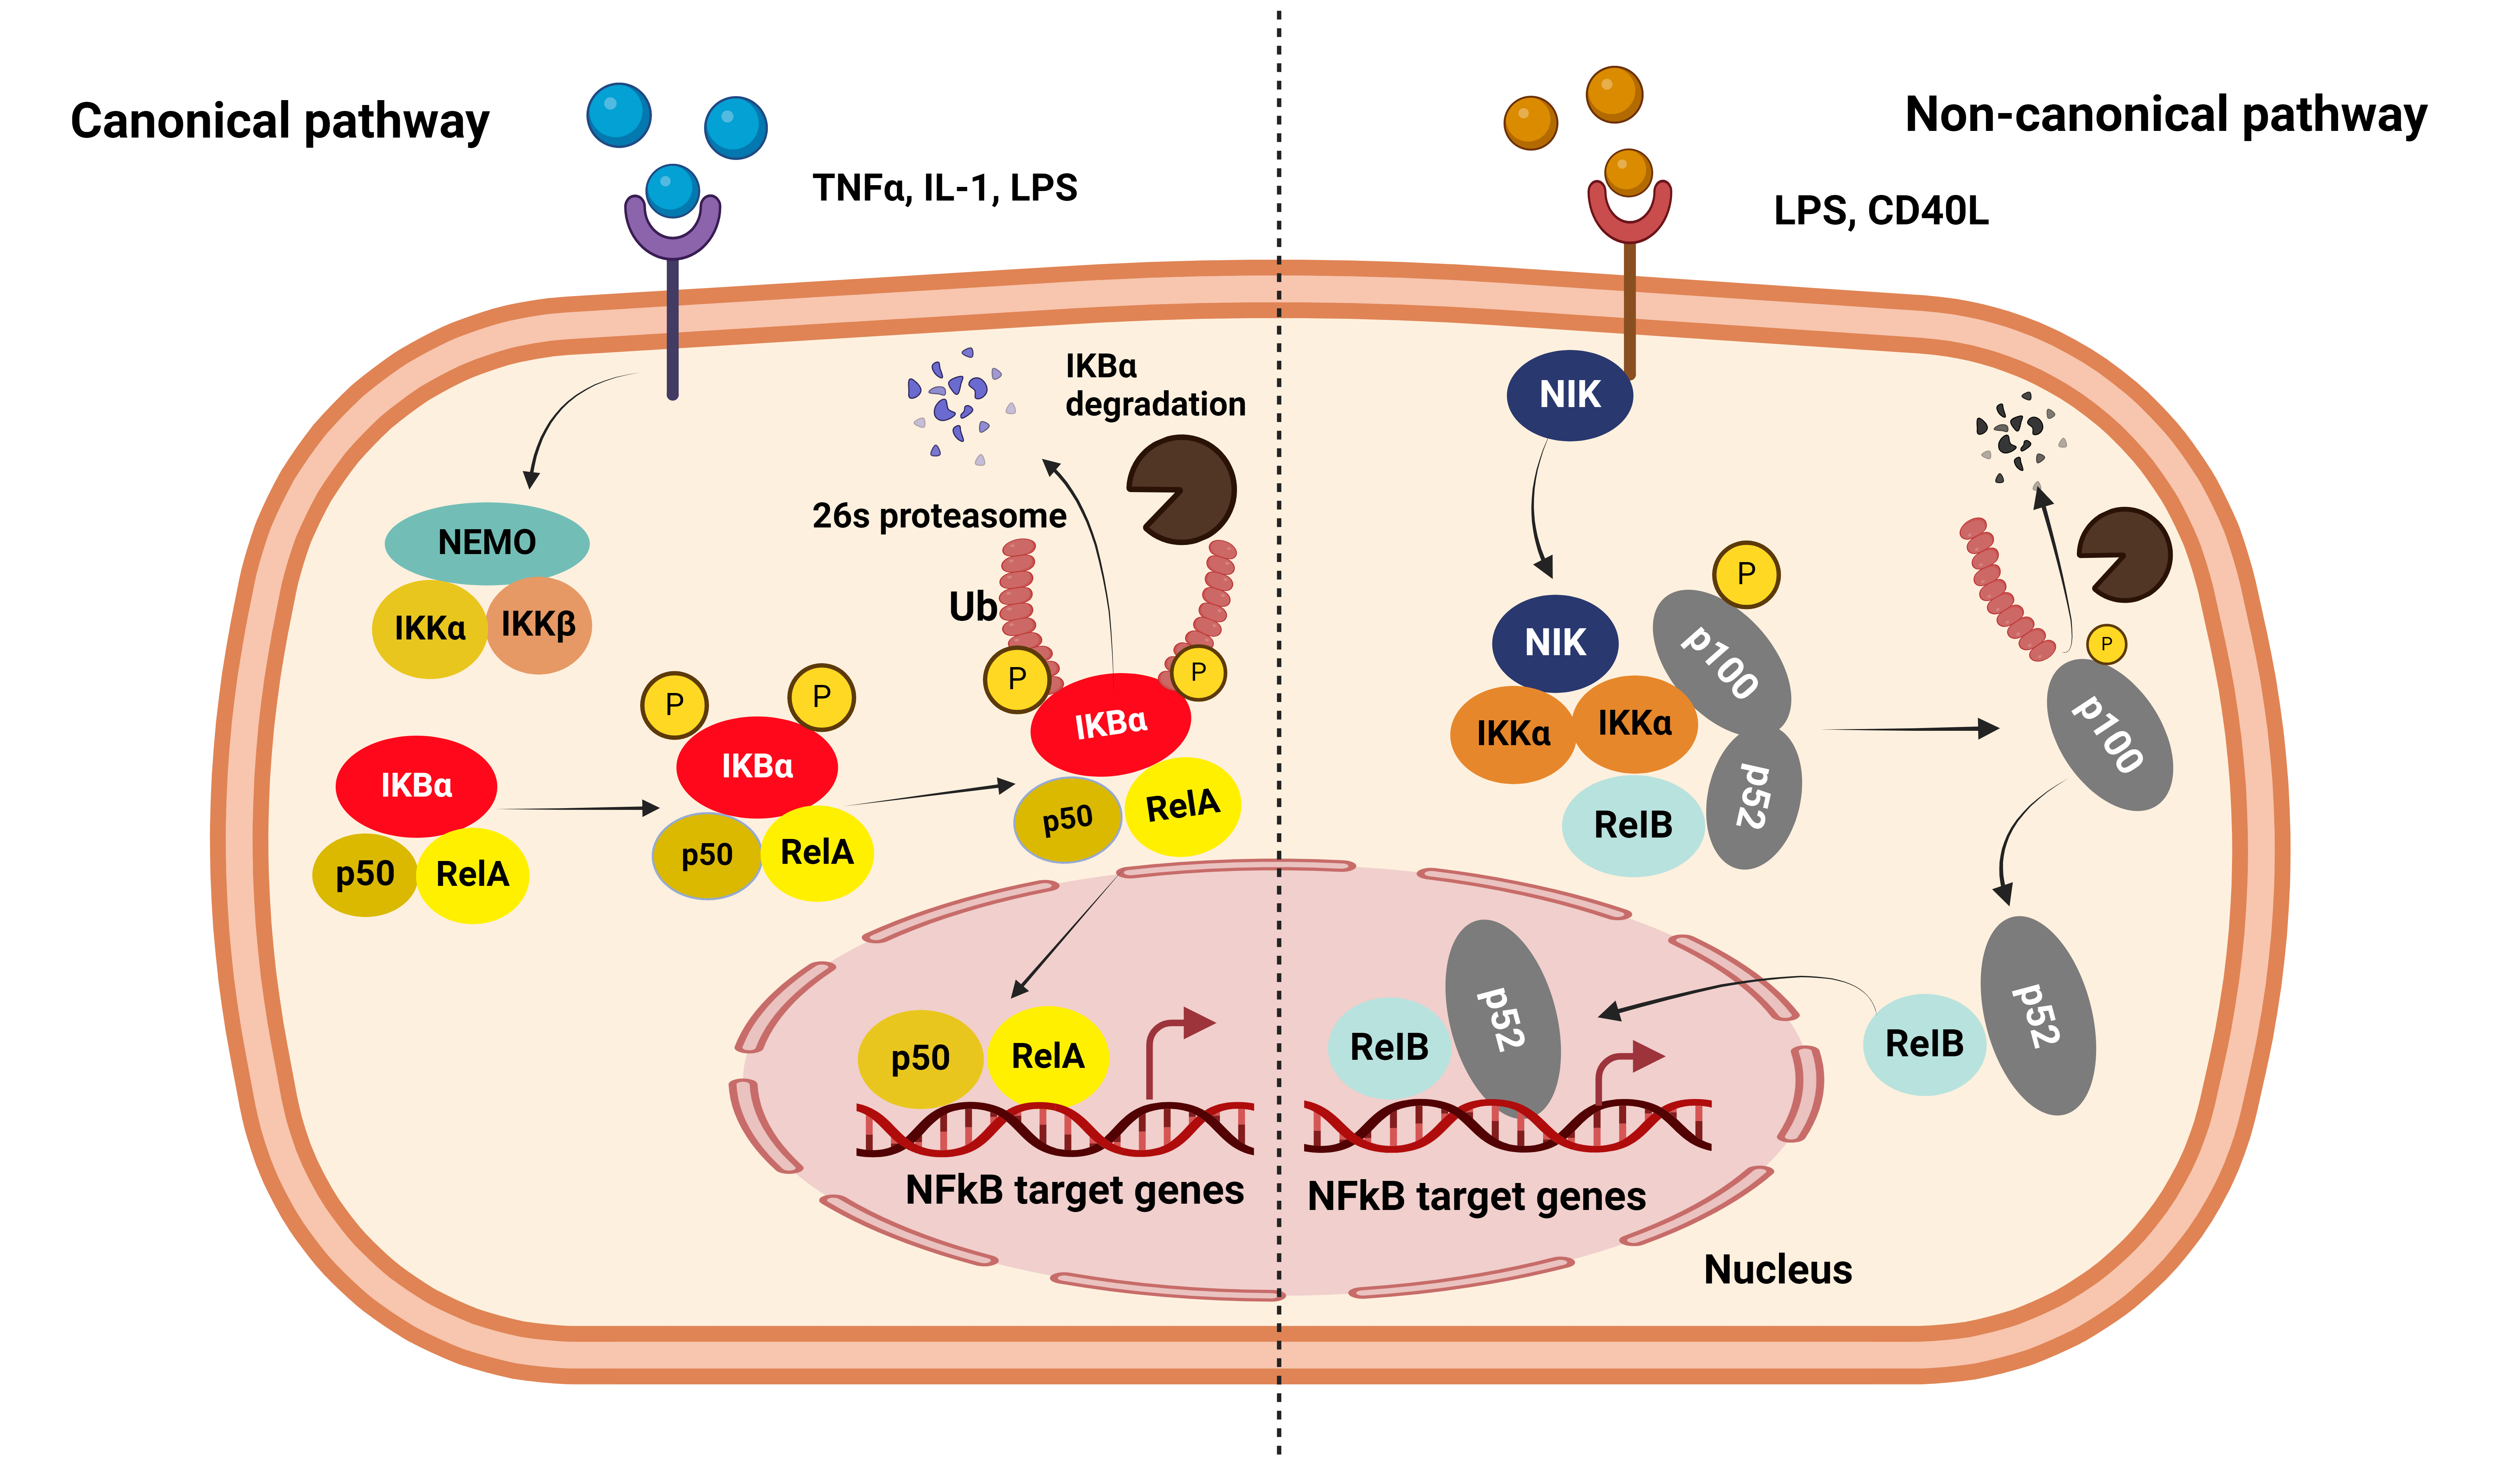 Canonical pathway
TNFα, IL-1, LPS
IKBα
degradation
26s proteasome
NEMO
IKKα
IKKβ
Ub
P
P
P
P
IKBα
IKBα
IKBα
p50
RelA
p50
RelA
p50
RelA
p50
RelA
NFkB target genes
Non-canonical pathway
LPS, CD40L
NIK
NIK
P
p100
IKKα
IKKα
RelB
p52
P
p100
RelB
p52
RelB
p52
NFkB target genes
Nucleus